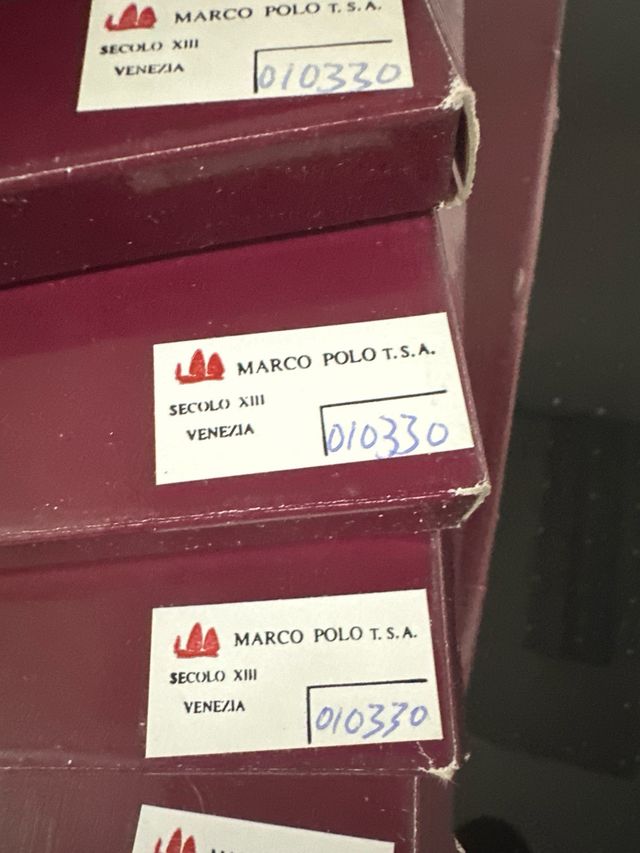 MARCO POLO T.S.A.
SECOLO XIII
VENEZIA
010330
MARCO POLO T.S.A.
SECOLO XIII
VENEZIA
010330
MARCO POLO T.S.A.
SECOLO XIII
VENEZIA
010330